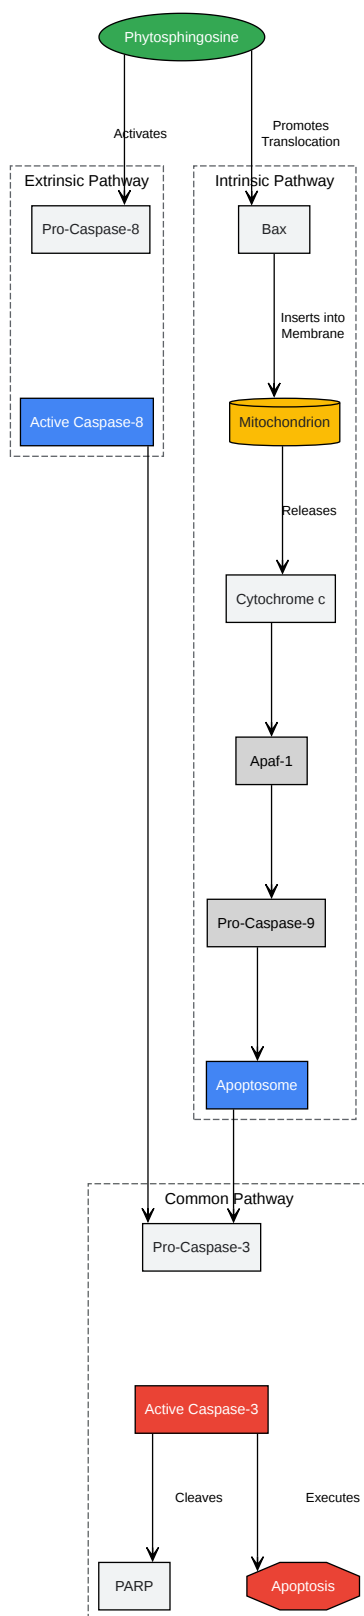 Phytosphingosine
Activates
Promotes
Translocation
Extrinsic Pathway
Intrinsic Pathway
Pro-Caspase-8
Bax
Inserts into
Membrane
Active Caspase-8
Mitochondrion
Releases
Cytochrome c
Apaf-1
Pro-Caspase-9
Apoptosome
Common Pathway
Pro-Caspase-3
Active Caspase-3
Cleaves
Executes
PARP
Apoptosis